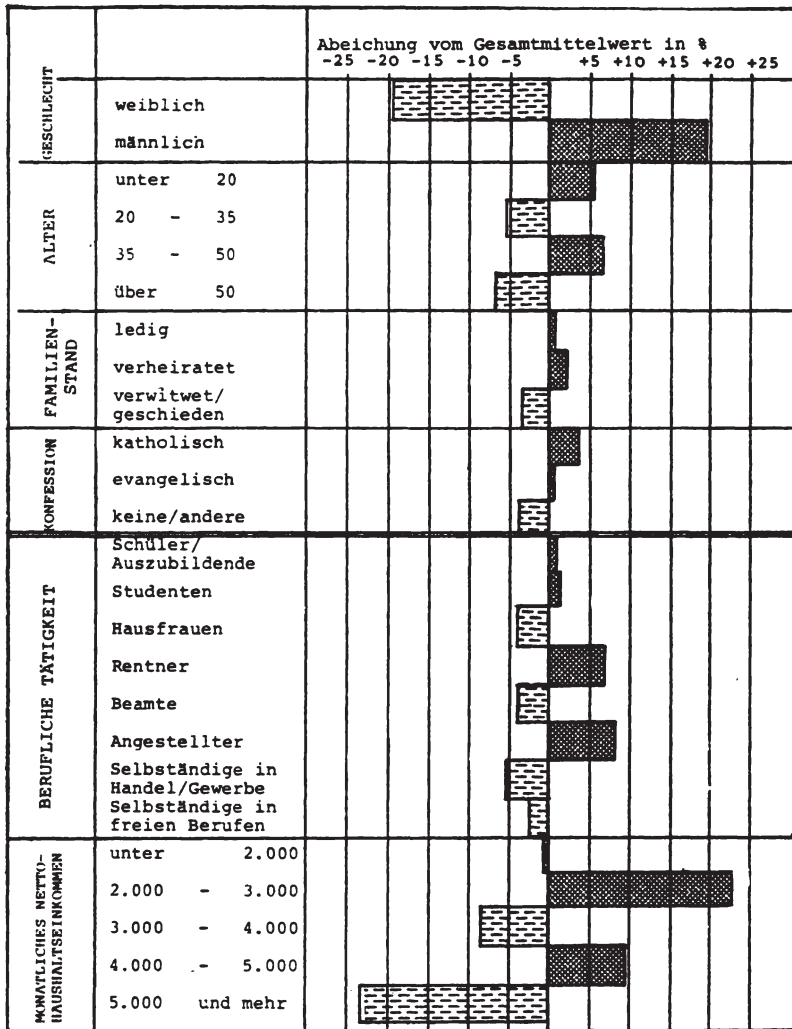 Abeichung vom Gesamtmittelwert in %
-25 -20 -15 -10 -5 +5 +10 +15 +20 +25
GESCHLECHT
weiblich
männlich
ALTER
unter 20
20 - 35
35 - 50
über 50
FAMILIEN-
STAND
ledig
verheiratet
verwitwet/
geschieden
KONFESSION
katholisch
evangelisch
keine/andere
BERUFLICHE TÄTIGKEIT
Schüler/
Auszubildende
Studenten
Hausfrauen
Rentner
Beamte
Angestellter
Selbständige in
Handel/Gewerbe
Selbständige in
freien Berufen
MONATLICHES NETTO-
HAUSHALTSEINKOMMEN
unter 2.000
2.000 - 3.000
3.000 - 4.000
4.000 - 5.000
5.000 und mehr